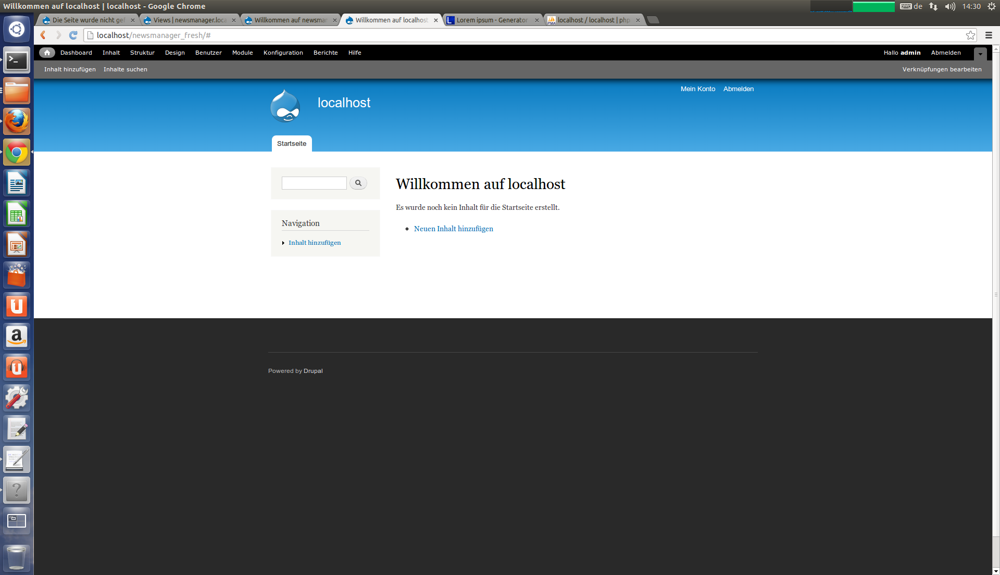 Willkommen auf localhost | localhost - Google Chrome
de 14:30
Die Seite wurde nicht gef
Views | newsmanager.loca
Willkommen auf newsman
Willkommen auf localhost
Lorem ipsum - Generator
localhost / localhost | php
localhost/newsmanager_fresh/#
Dashboard Inhalt Struktur Design Benutzer Module Konfiguration Berichte Hilfe
Hallo admin Abmelden
Inhalt hinzufügen Inhalte suchen
Verknüpfungen bearbeiten
Mein Konto Abmelden
localhost
Startseite
Willkommen auf localhost
Es wurde noch kein Inhalt für die Startseite erstellt.
Neuen Inhalt hinzufügen
Navigation
Inhalt hinzufügen
Powered by Drupal